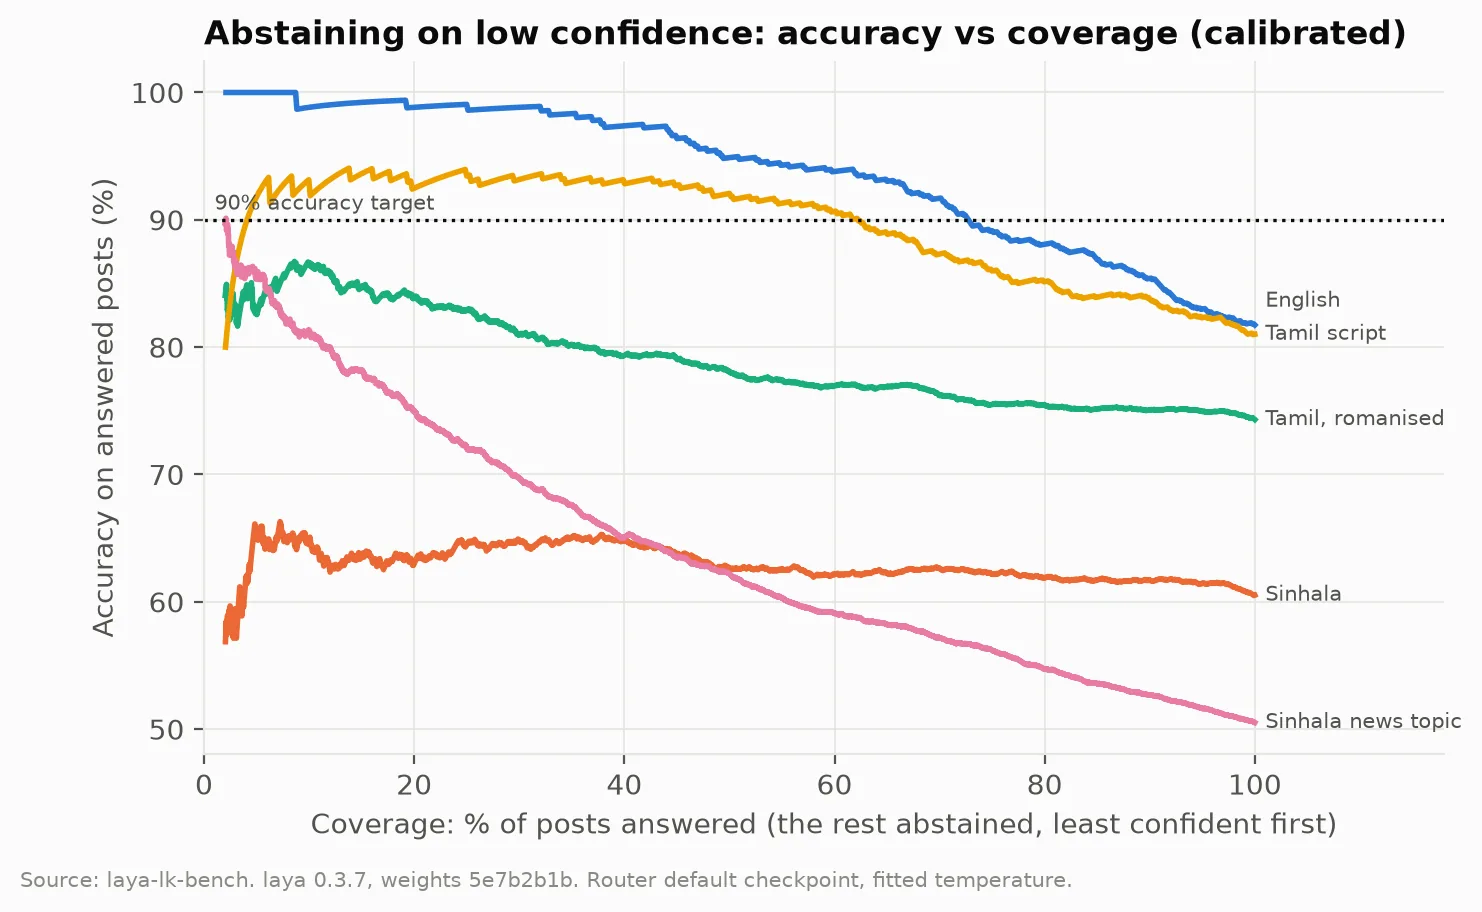 Abstaining on low confidence: accuracy vs coverage (calibrated)
Accuracy on answered posts (%)
100
90
80
70
60
50
90% accuracy target
English
Tamil script
Tamil, romanised
Sinhala
Sinhala news topic
0 20 40 60 80 100
Coverage: % of posts answered (the rest abstained, least confident first)
Source: laya-lk-bench. laya 0.3.7, weights 5e7b2b1b. Router default checkpoint, fitted temperature.